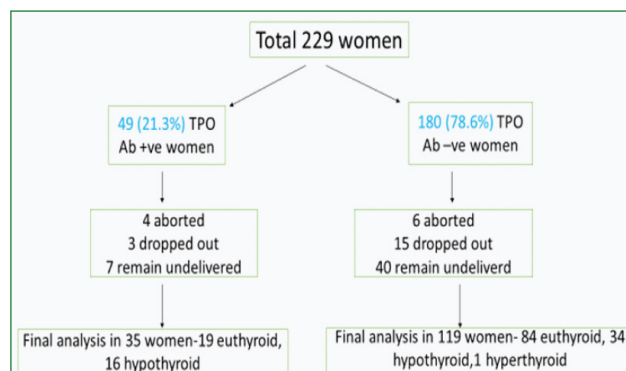 Total 229 women
49 (21.3%) TPO
Ab +ve women
180 (78.6%) TPO
Ab –ve women
4 aborted
3 dropped out
7 remain undelivered
6 aborted
15 dropped out
40 remain undeliverd
Final analysis in 35 women-19 euthyroid,
16 hypothyroid
Final analysis in 119 women- 84 euthyroid, 34
hypothyroid,1 hyperthyroid